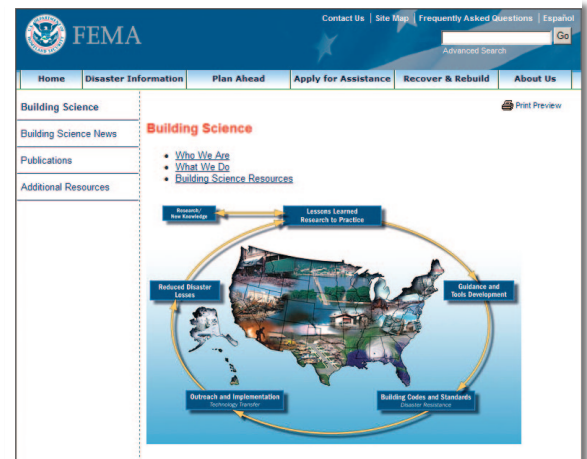 Contact Us | Site Map | Frequently Asked Questions | Español
FEMA
Go
Advanced Search
Home
Disaster Information
Plan Ahead
Apply for Assistance
Recover & Rebuild
About Us
Building Science
Building Science News
Publications
Additional Resources
Print Preview
Building Science
• Who We Are
• What We Do
• Building Science Resources
Research/
New Knowledge
Lessons Learned
Research to Practice
Reduced Disaster
Losses
Guidance and
Tools Development
Outreach and Implementation
Technology Transfer
Building Codes and Standards
Disaster Resistance